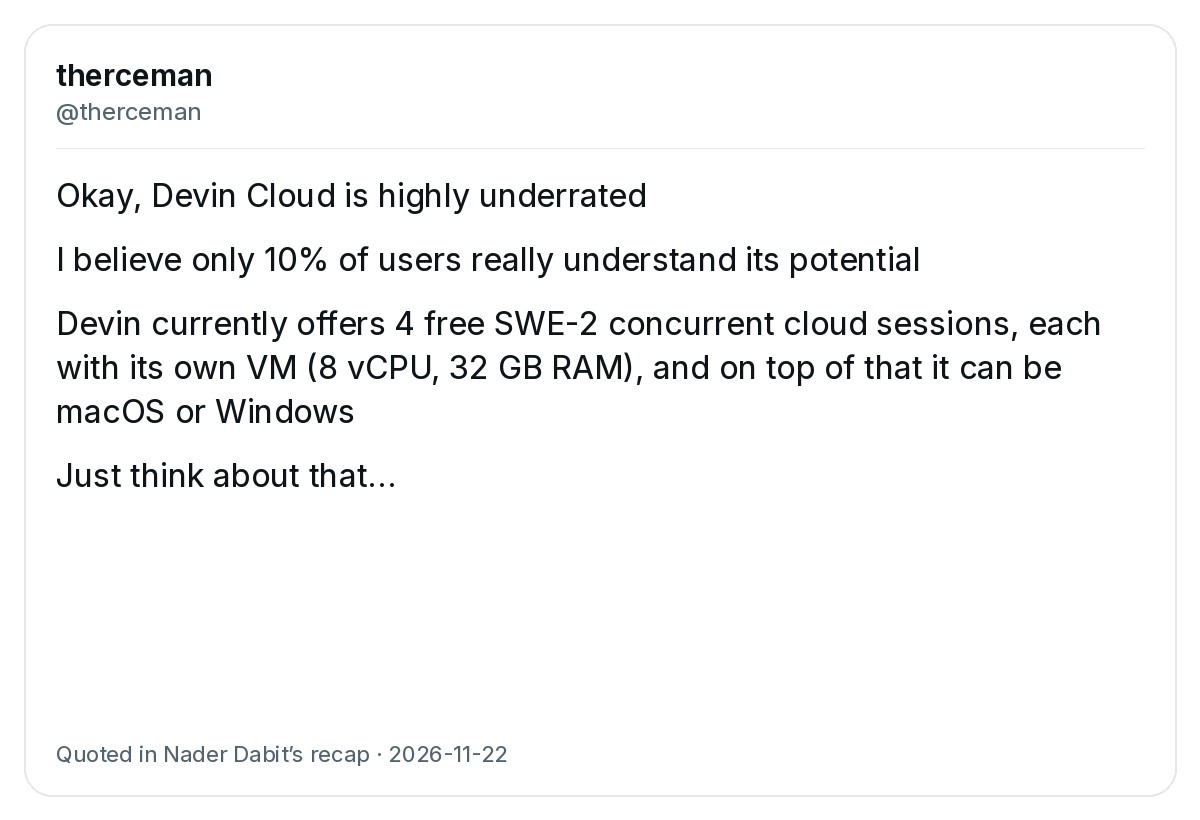 therceman
@therceman
Okay, Devin Cloud is highly underrated
I believe only 10% of users really understand its potential
Devin currently offers 4 free SWE-2 concurrent cloud sessions, each
with its own VM (8 vCPU, 32 GB RAM), and on top of that it can be
macOS or Windows
Just think about that...
Quoted in Nader Dabit’s recap · 2026-11-22